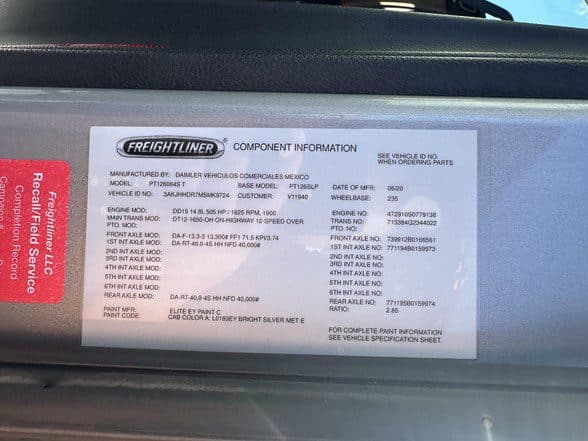 FREIGHTLINER COMPONENT INFORMATION
SEE VEHICLE ID NO.
WHEN ORDERING PARTS
MANUFACTURED BY: DAIMLER VEHICULOS COMERCIALES MEXICO
MODEL: PT126064S T BASE MODEL: PT126SLP DATE OF MFG: 06/20
VEHICLE ID NO: 3AKJHHDR7MSMK9724 CUSTOMER: V11940 WHEELBASE: 235
ENGINE MOD: DD15 14.8L 505 HP / 1625 RPM, 1900 ENGINE NO: 472910S0779138
MAIN TRANS MOD: DT12-1650-OH ON-HIGHWAY 12-SPEED OVER TRANS NO: 715384G2344022
PTO. MOD: PTO. NO:
FRONT AXLE MOD: DA-F-13.3-3 13,300# FF1 71.5 KPI/3.74 FRONT AXLE NO: 739912B0166561
1ST INT AXLE MOD: DA-RT-40.0-4S HH NFD 40,000# 1ST INT AXLE NO: 771194B0159973
2ND INT AXLE MOD: 2ND INT AXLE NO:
3RD INT AXLE MOD: 3RD INT AXLE NO:
4TH INT AXLE MOD: 4TH INT AXLE NO:
5TH INT AXLE MOD: 5TH INT AXLE NO:
6TH INT AXLE MOD: 6TH INT AXLE NO:
REAR AXLE MOD: DA-RT-40.0-4S HH NFD 40,000# REAR AXLE NO: 771195B0159974
RATIO: 2.85
PAINT MFR: ELITE EY PAINT C
PAINT CODE: CAB COLOR A: L0183EY BRIGHT SILVER MET E
FOR COMPLETE PAINT INFORMATION
SEE VEHICLE SPECIFICATION SHEET.
Freightliner LLC
Recall/Field Service
Completion Record
Campaign #